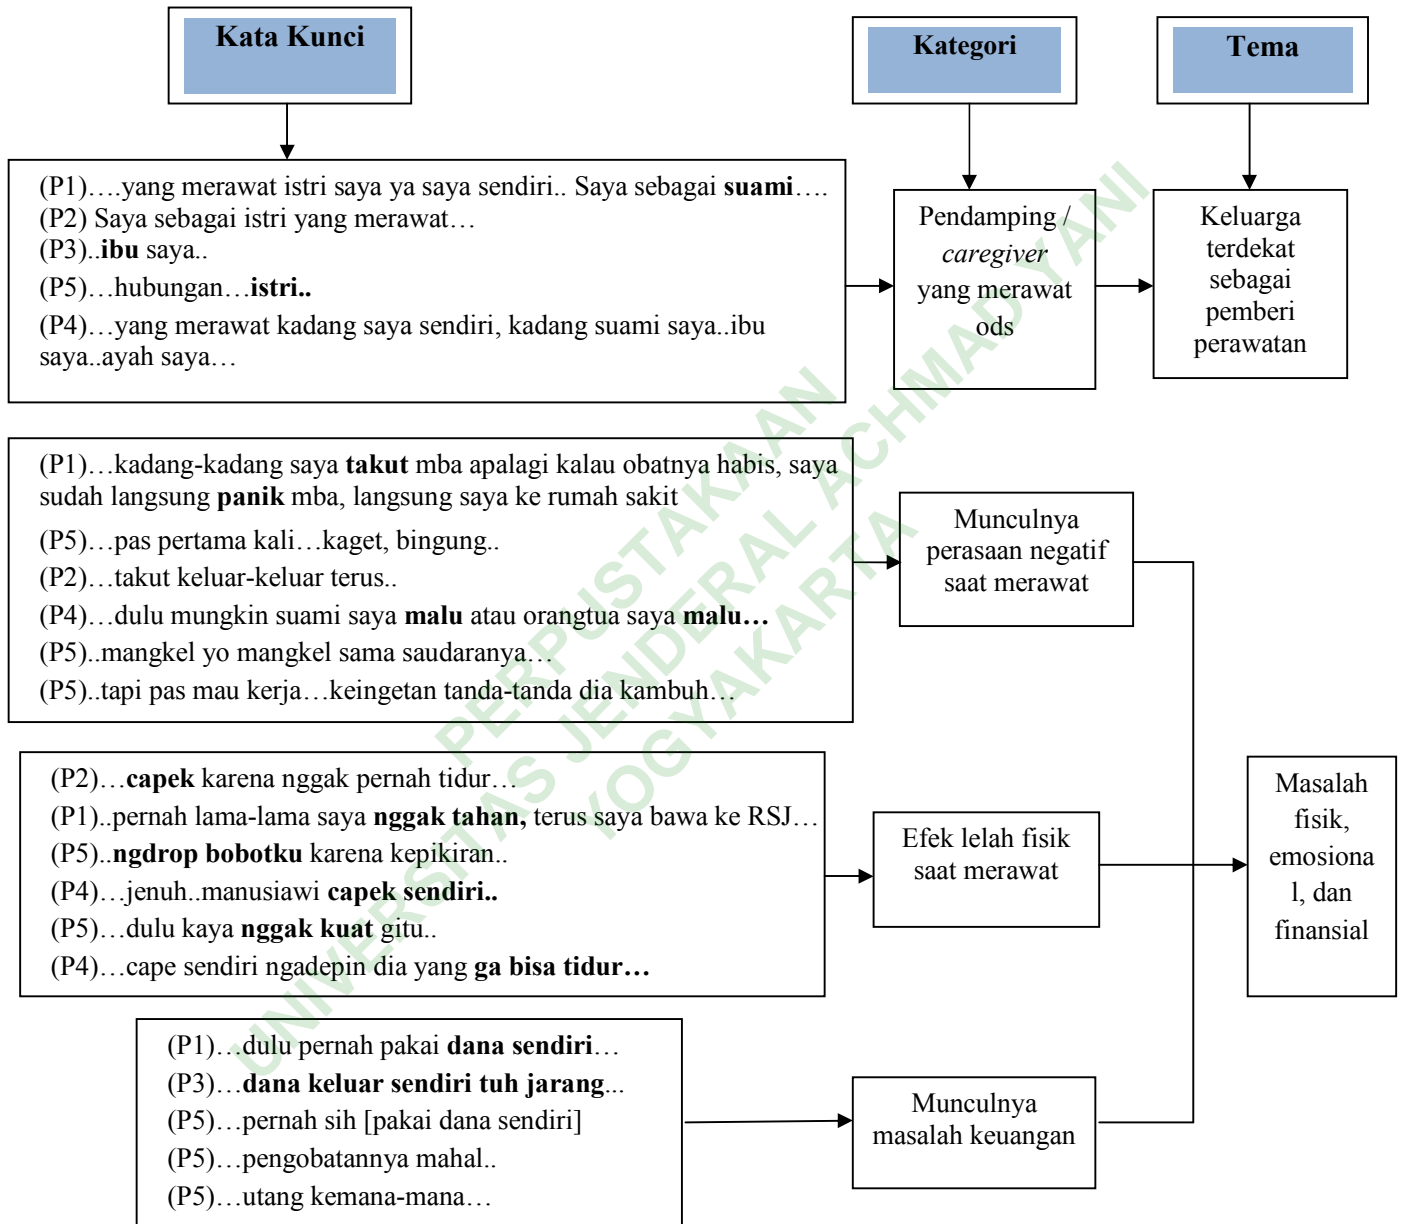 Kata Kunci
Kategori
Tema
(P1)….yang merawat istri saya ya saya sendiri.. Saya sebagai suami….
(P2) Saya sebagai istri yang merawat…
(P3)..ibu saya..
(P5)…hubungan…istri..
(P4)…yang merawat kadang saya sendiri, kadang suami saya..ibu
saya..ayah saya…
Pendamping /
caregiver
yang merawat
ods
Keluarga
terdekat
sebagai
pemberi
perawatan
(P1)…kadang-kadang saya takut mba apalagi kalau obatnya habis, saya
sudah langsung panik mba, langsung saya ke rumah sakit
(P5)…pas pertama kali…kaget, bingung..
(P2)…takut keluar-keluar terus..
(P4)…dulu mungkin suami saya malu atau orangtua saya malu…
(P5)..mangkel yo mangkel sama saudaranya…
(P5)..tapi pas mau kerja…keingetan tanda-tanda dia kambuh…
Munculnya
perasaan negatif
saat merawat
(P2)…capek karena nggak pernah tidur…
(P1)..pernah lama-lama saya nggak tahan, terus saya bawa ke RSJ…
(P5)..ngdrop bobotku karena kepikiran..
(P4)…jenuh..manusiawi capek sendiri..
(P5)…dulu kaya nggak kuat gitu..
(P4)…cape sendiri ngadepin dia yang ga bisa tidur…
Efek lelah fisik
saat merawat
Masalah
fisik,
emosiona
l, dan
finansial
(P1)…dulu pernah pakai dana sendiri…
(P3)…dana keluar sendiri tuh jarang...
(P5)…pernah sih [pakai dana sendiri]
(P5)…pengobatannya mahal..
(P5)…utang kemana-mana…
Munculnya
masalah keuangan
PERPUSTAKAAN
UNIVERSITAS JENDERAL ACHMAD YANI
YOGYAKARTA